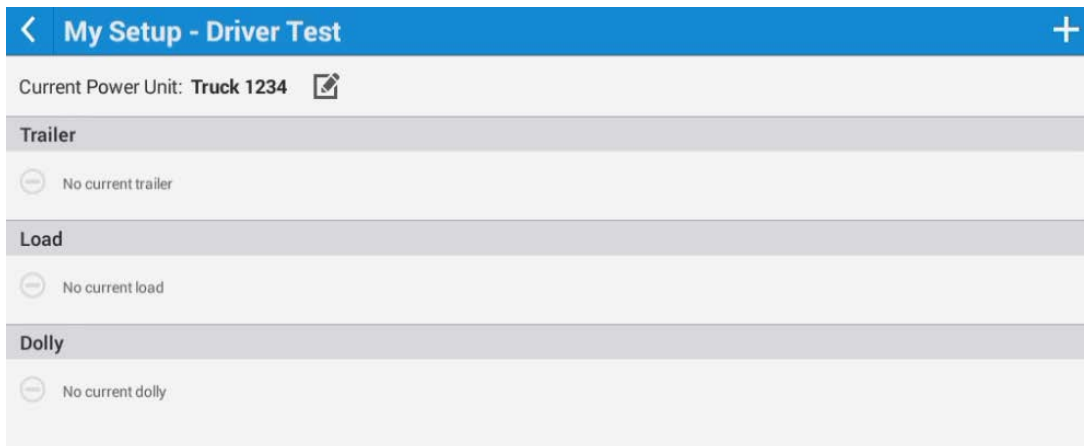 My Setup - Driver Test
Current Power Unit: Truck 1234
Trailer
No current trailer
Load
No current load
Dolly
No current dolly